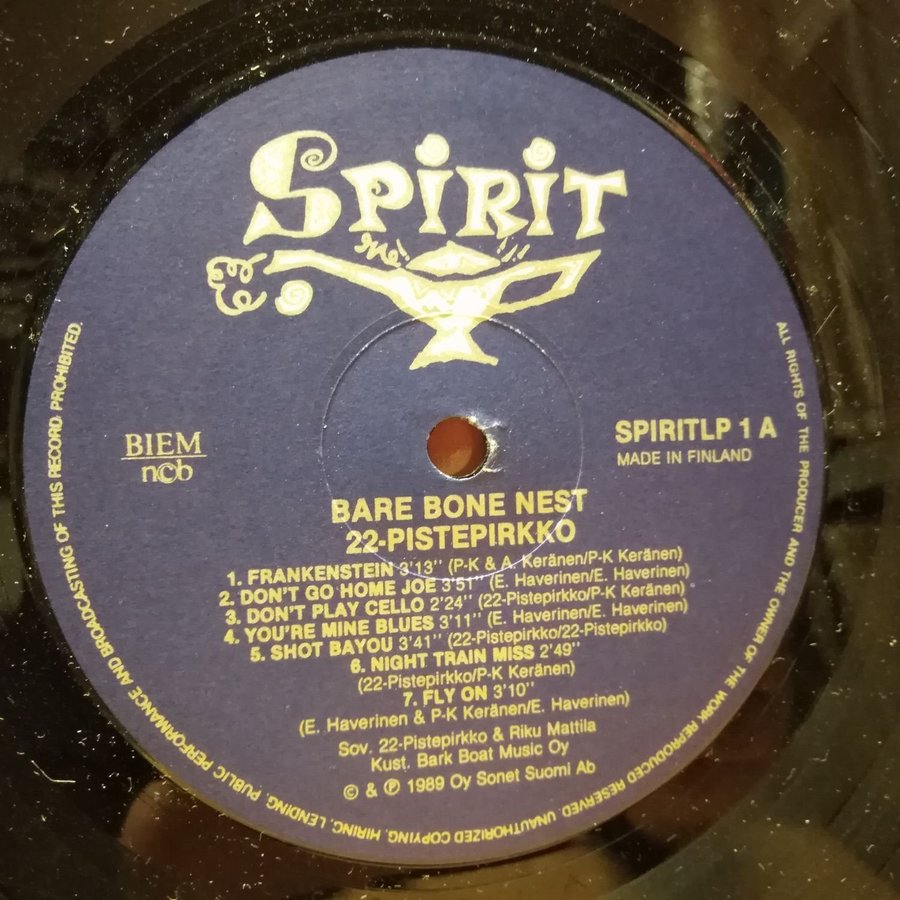 SPIRIT
me!
BIEM
ncb
SPIRITLP 1 A
MADE IN FINLAND
BARE BONE NEST
22-PISTEPIRKKO
1. FRANKENSTEIN 3'13'' (P-K & A. Keränen/P-K Keränen)
2. DON'T GO HOME JOE 3'51'' (E. Haverinen/E. Haverinen)
3. DON'T PLAY CELLO 2'24'' (22-Pistepirkko/P-K Keränen)
4. YOU'RE MINE BLUES 3'11'' (E. Haverinen/E. Haverinen)
5. SHOT BAYOU 3'41'' (22-Pistepirkko/22-Pistepirkko)
6. NIGHT TRAIN MISS 2'49''
(22-Pistepirkko/P-K Keränen)
7. FLY ON 3'10''
(E. Haverinen & P-K Keränen/E. Haverinen)
Sov. 22-Pistepirkko & Riku Mattila
Kust. Bark Boat Music Oy
© & ℗ 1989 Oy Sonet Suomi Ab
ALL RIGHTS OF THE PRODUCER AND THE OWNER OF THE WORK REPRODUCED RESERVED. UNAUTHORIZED COPYING, HIRING, LENDING, PUBLIC PERFORMANCE AND BROADCASTING OF THIS RECORD PROHIBITED.